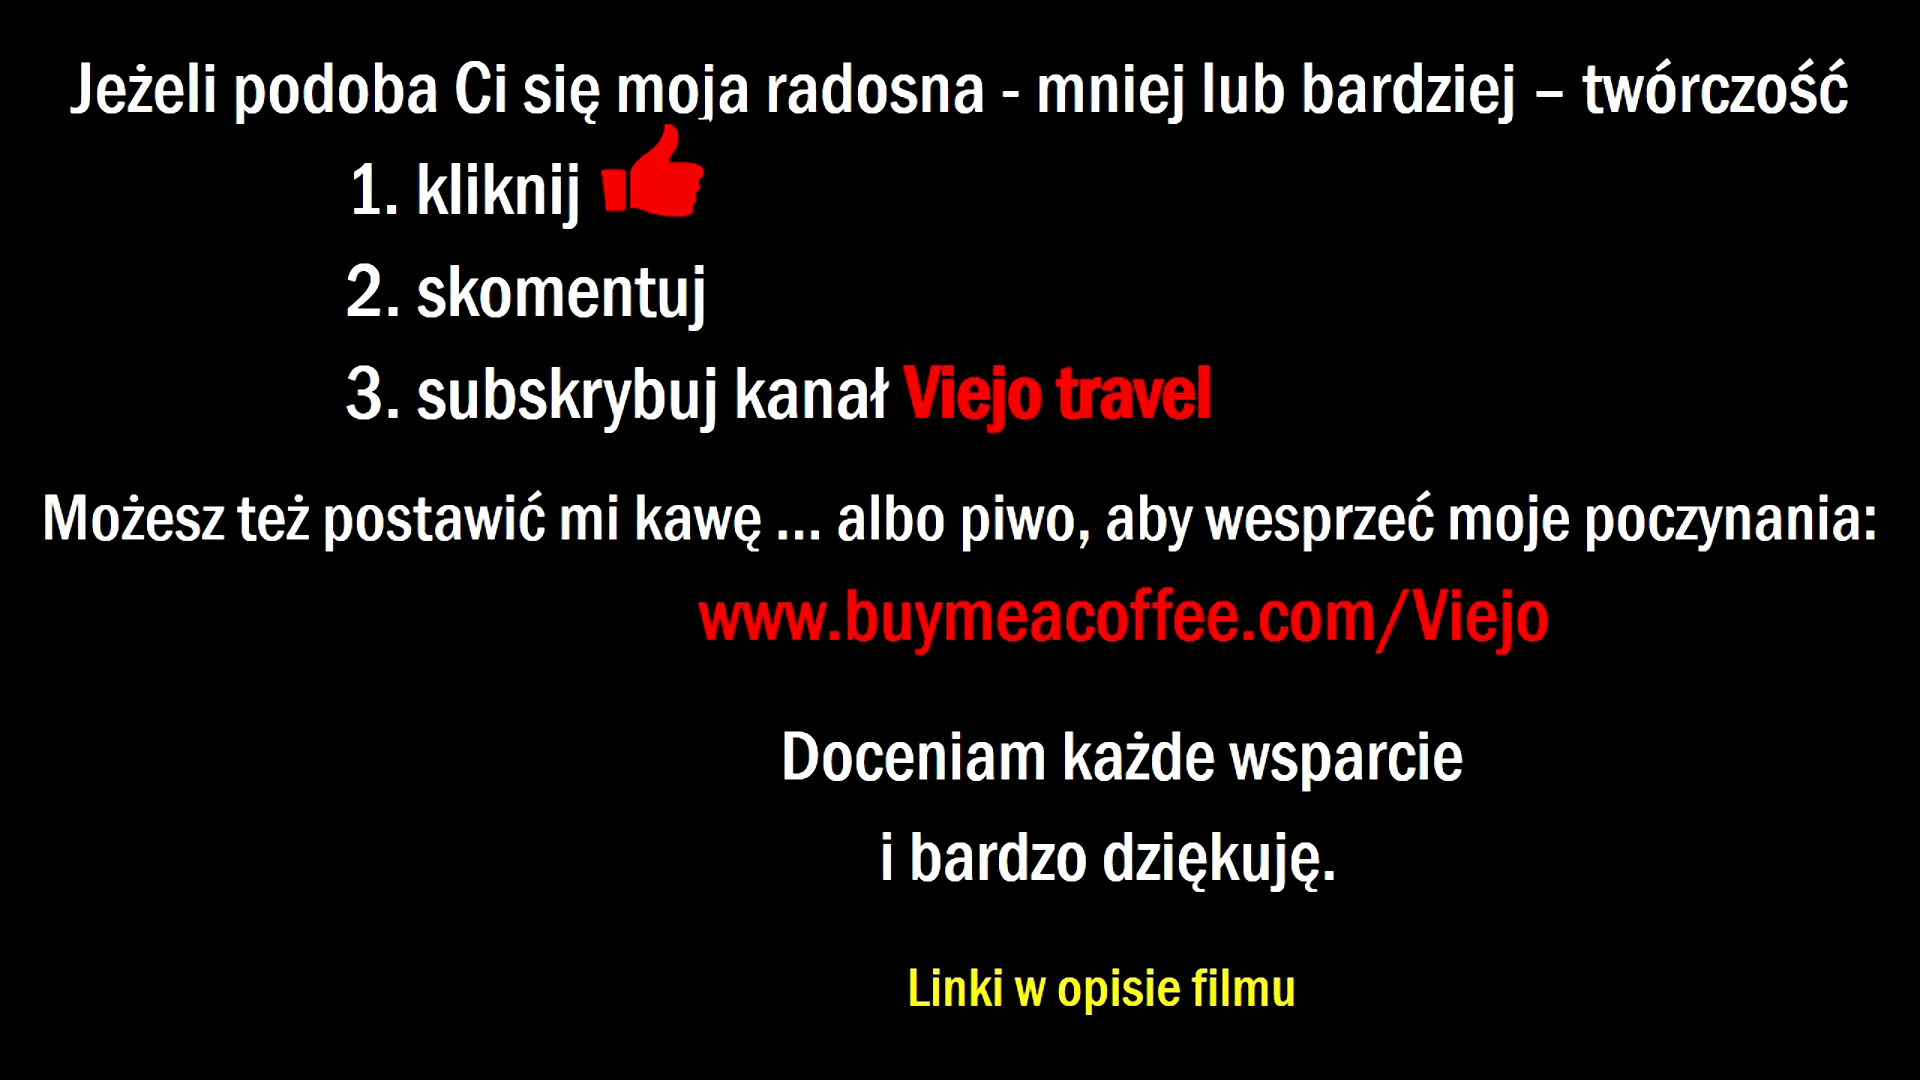 Jeżeli podoba Ci się moja radosna - mniej lub bardziej – twórczość
1. kliknij
2. skomentuj
3. subskrybuj kanał Viejo travel
Możesz też postawić mi kawę ... albo piwo, aby wesprzeć moje poczynania:
www.buymeacoffee.com/Viejo
Doceniam każde wsparcie
i bardzo dziękuję.
Linki w opisie filmu